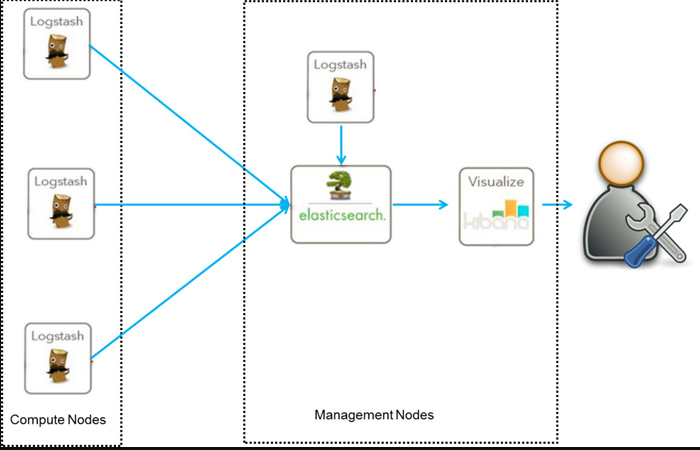 Logstash
Logstash
Logstash
Compute Nodes
Logstash
elasticsearch.
Visualize
kibana
Management Nodes